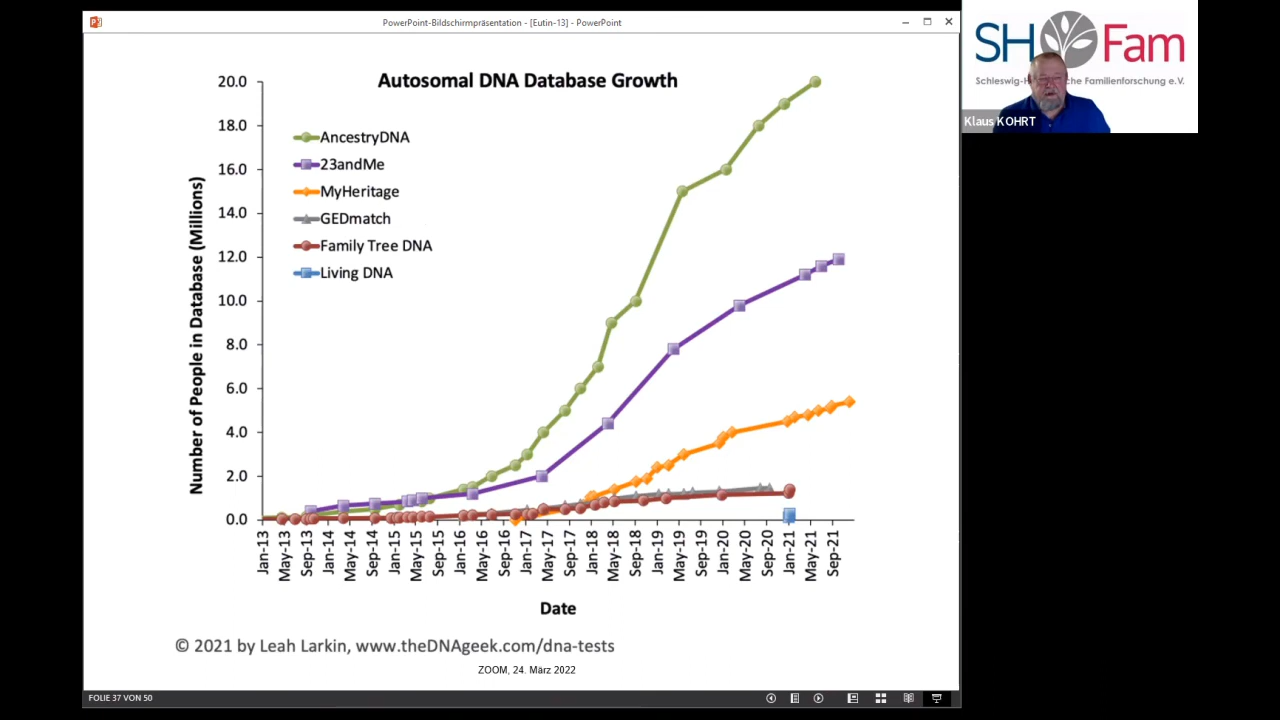 PowerPoint-Bildschirmpräsentation - [Eutin-13] - PowerPoint
Autosomal DNA Database Growth
AncestryDNA
23andMe
MyHeritage
GEDmatch
Family Tree DNA
Living DNA
Number of People in Database (Millions)
20.0
18.0
16.0
14.0
12.0
10.0
8.0
6.0
4.0
2.0
0.0
Jan-13
May-13
Sep-13
Jan-14
May-14
Sep-14
Jan-15
May-15
Sep-15
Jan-16
May-16
Sep-16
Jan-17
May-17
Sep-17
Jan-18
May-18
Sep-18
Jan-19
May-19
Sep-19
Jan-20
May-20
Sep-20
Jan-21
May-21
Sep-21
Date
© 2021 by Leah Larkin, www.theDNAgeek.com/dna-tests
ZOOM, 24. März 2022
FOLIE 37 VON 50
SH Fam
Familienforschung e.V.
Klaus KOHRT